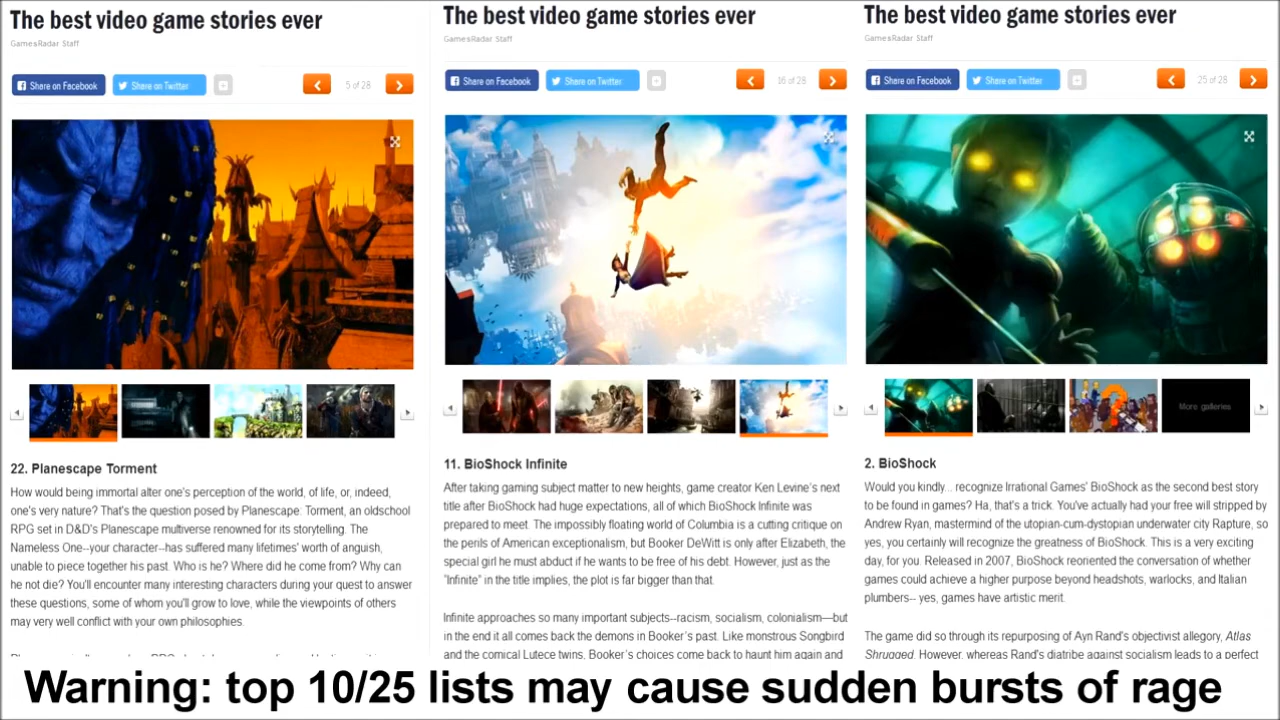 The best video game stories ever
GamesRadar Staff
Share on Facebook
Share on Twitter
5 of 28
22. Planescape Torment
How would being immortal alter one's perception of the world, of life, or, indeed,
one's very nature? That's the question posed by Planescape: Torment, an oldschool
RPG set in D&D's Planescape multiverse renowned for its storytelling. The
Nameless One--your character--has suffered many lifetimes' worth of anguish,
unable to piece together his past. Who is he? Where did he come from? Why can
he not die? You'll encounter many interesting characters during your quest to answer
these questions, some of whom you'll grow to love, while the viewpoints of others
may very well conflict with your own philosophies.
The best video game stories ever
GamesRadar Staff
Share on Facebook
Share on Twitter
16 of 28
11. BioShock Infinite
After taking gaming subject matter to new heights, game creator Ken Levine's next
title after BioShock had huge expectations, all of which BioShock Infinite was
prepared to meet. The impossibly floating world of Columbia is a cutting critique on
the perils of American exceptionalism, but Booker DeWitt is only after Elizabeth, the
special girl he must abduct if he wants to be free of his debt. However, just as the
"Infinite" in the title implies, the plot is far bigger than that.
Infinite approaches so many important subjects--racism, socialism, colonialism—but
in the end it all comes back the demons in Booker's past. Like monstrous Songbird
and the comical Lutece twins, Booker's choices come back to haunt him again and
The best video game stories ever
GamesRadar Staff
Share on Facebook
Share on Twitter
25 of 28
More galleries
2. BioShock
Would you kindly... recognize Irrational Games' BioShock as the second best story
to be found in games? Ha, that's a trick. You've actually had your free will stripped by
Andrew Ryan, mastermind of the utopian-cum-dystopian underwater city Rapture, so
yes, you certainly will recognize the greatness of BioShock. This is a very exciting
day, for you. Released in 2007, BioShock reoriented the conversation of whether
games could achieve a higher purpose beyond headshots, warlocks, and Italian
plumbers-- yes, games have artistic merit.
The game did so through its repurposing of Ayn Rand's objectivist allegory, Atlas
Shrugged. However, whereas Rand's diatribe against socialism leads to a perfect
Warning: top 10/25 lists may cause sudden bursts of rage